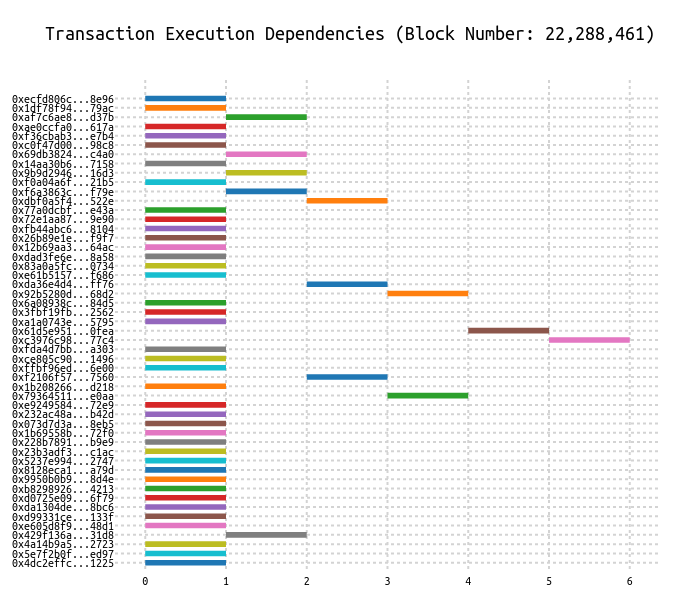 Transaction Execution Dependencies (Block Number: 22,288,461)
0xecfd806c...8e96
0x1df78f94...79ac
0xaf7c6ae8...d37b
0xae0ccfa0...617a
0xf36cbab3...e7b4
0xc0f47d00...98c8
0x69db3824...c4a0
0x14aa30b6...7158
0x9b9d2946...16d3
0xf0a04a6f...21b5
0xf6a3863c...f79e
0xdbf0a5f4...522e
0x77a0dcbf...e43a
0x72e1aa87...9e90
0xfb44abc6...8104
0x26b89e1e...f9f7
0x12b69aa3...64ac
0xdad3fe6e...8a58
0x83a0a5fc...0734
0xe61b5157...f686
0xda36e4d4...ff76
0x92b5280d...68d2
0x6a08938c...84d5
0x3fbf19fb...2562
0xa1a0743e...5795
0x61d5e951...0fea
0xc3976c98...77c4
0xfda4d7bb...a303
0xce805c90...1496
0xffbf96ed...6e00
0xf2106f57...7560
0x1b208266...d218
0x79364511...e0aa
0xe9249584...72e9
0x232ac48a...b42d
0x073d7d3a...8eb5
0x1b69558b...72f0
0x228b7891...b9e9
0x23b3adf3...c1ac
0x5237e994...2747
0x8128eca1...a79d
0x9950b0b9...8d4e
0xb8298926...4213
0xd0725e09...6f79
0xda1304de...8bc6
0xd99331ce...133f
0xe605d8f9...48d1
0x429f136a...31d8
0x4a14b9a5...2723
0x5e7f2b0f...ed97
0x4dc2effc...1225
0 1 2 3 4 5 6